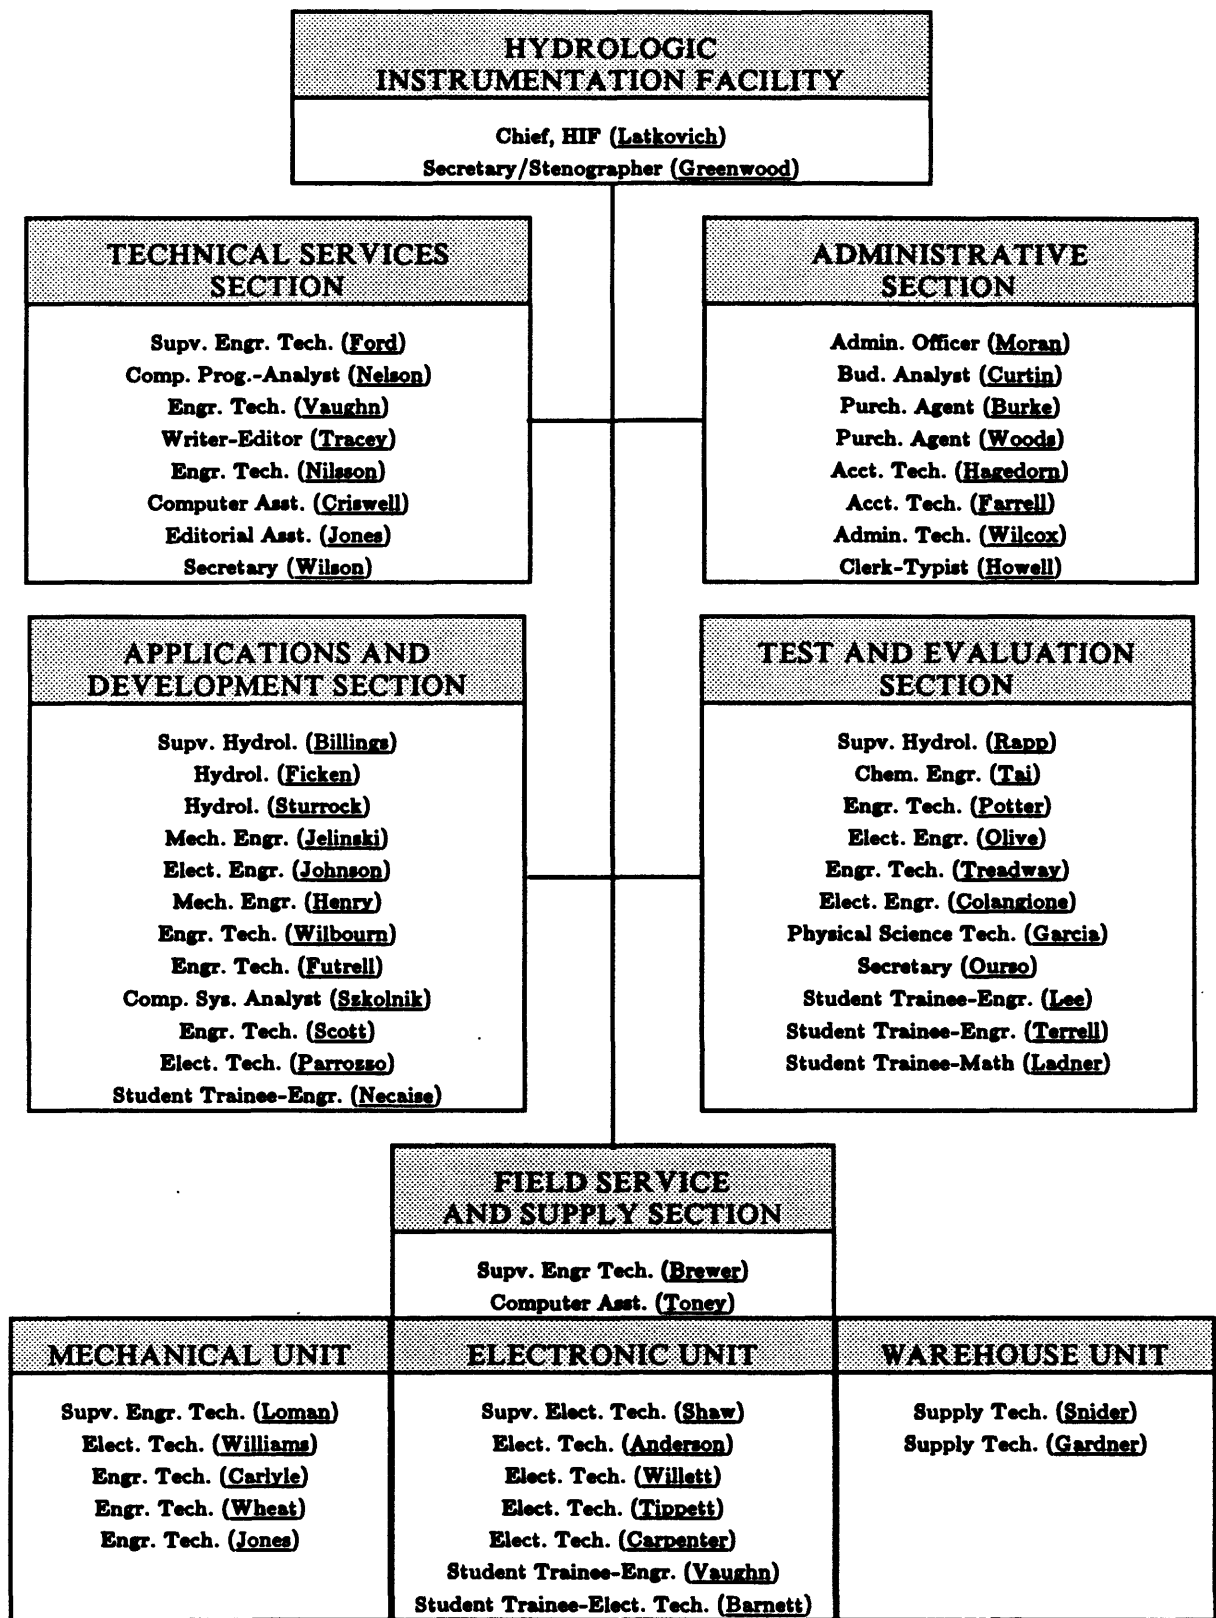 HYDROLOGIC
INSTRUMENTATION FACILITY
Chief, HIF (Latkovich)
Secretary/Stenographer (Greenwood)
TECHNICAL SERVICES
SECTION
Supv. Engr. Tech. (Ford)
Comp. Prog.-Analyst (Nelson)
Engr. Tech. (Vaughn)
Writer-Editor (Tracey)
Engr. Tech. (Nilsson)
Computer Asst. (Criswell)
Editorial Asst. (Jones)
Secretary (Wilson)
ADMINISTRATIVE
SECTION
Admin. Officer (Moran)
Bud. Analyst (Curtin)
Purch. Agent (Burke)
Purch. Agent (Woods)
Acct. Tech. (Hagedorn)
Acct. Tech. (Farrell)
Admin. Tech. (Wilcox)
Clerk-Typist (Howell)
APPLICATIONS AND
DEVELOPMENT SECTION
Supv. Hydrol. (Billings)
Hydrol. (Ficken)
Hydrol. (Sturrock)
Mech. Engr. (Jelinski)
Elect. Engr. (Johnson)
Mech. Engr. (Henry)
Engr. Tech. (Wilbourn)
Engr. Tech. (Futrell)
Comp. Sys. Analyst (Szkolnik)
Engr. Tech. (Scott)
Elect. Tech. (Parrozzo)
Student Trainee-Engr. (Necaise)
TEST AND EVALUATION
SECTION
Supv. Hydrol. (Rapp)
Chem. Engr. (Tai)
Engr. Tech. (Potter)
Elect. Engr. (Olive)
Engr. Tech. (Treadway)
Elect. Engr. (Colangione)
Physical Science Tech. (Garcia)
Secretary (Ourso)
Student Trainee-Engr. (Lee)
Student Trainee-Engr. (Terrell)
Student Trainee-Math (Ladner)
FIELD SERVICE
AND SUPPLY SECTION
Supv. Engr Tech. (Brewer)
Computer Asst. (Toney)
MECHANICAL UNIT
Supv. Engr. Tech. (Loman)
Elect. Tech. (Williams)
Engr. Tech. (Carlyle)
Engr. Tech. (Wheat)
Engr. Tech. (Jones)
ELECTRONIC UNIT
Supv. Elect. Tech. (Shaw)
Elect. Tech. (Anderson)
Elect. Tech. (Willett)
Elect. Tech. (Tippett)
Elect. Tech. (Carpenter)
Student Trainee-Engr. (Vaughn)
Student Trainee-Elect. Tech. (Barnett)
WAREHOUSE UNIT
Supply Tech. (Snider)
Supply Tech. (Gardner)